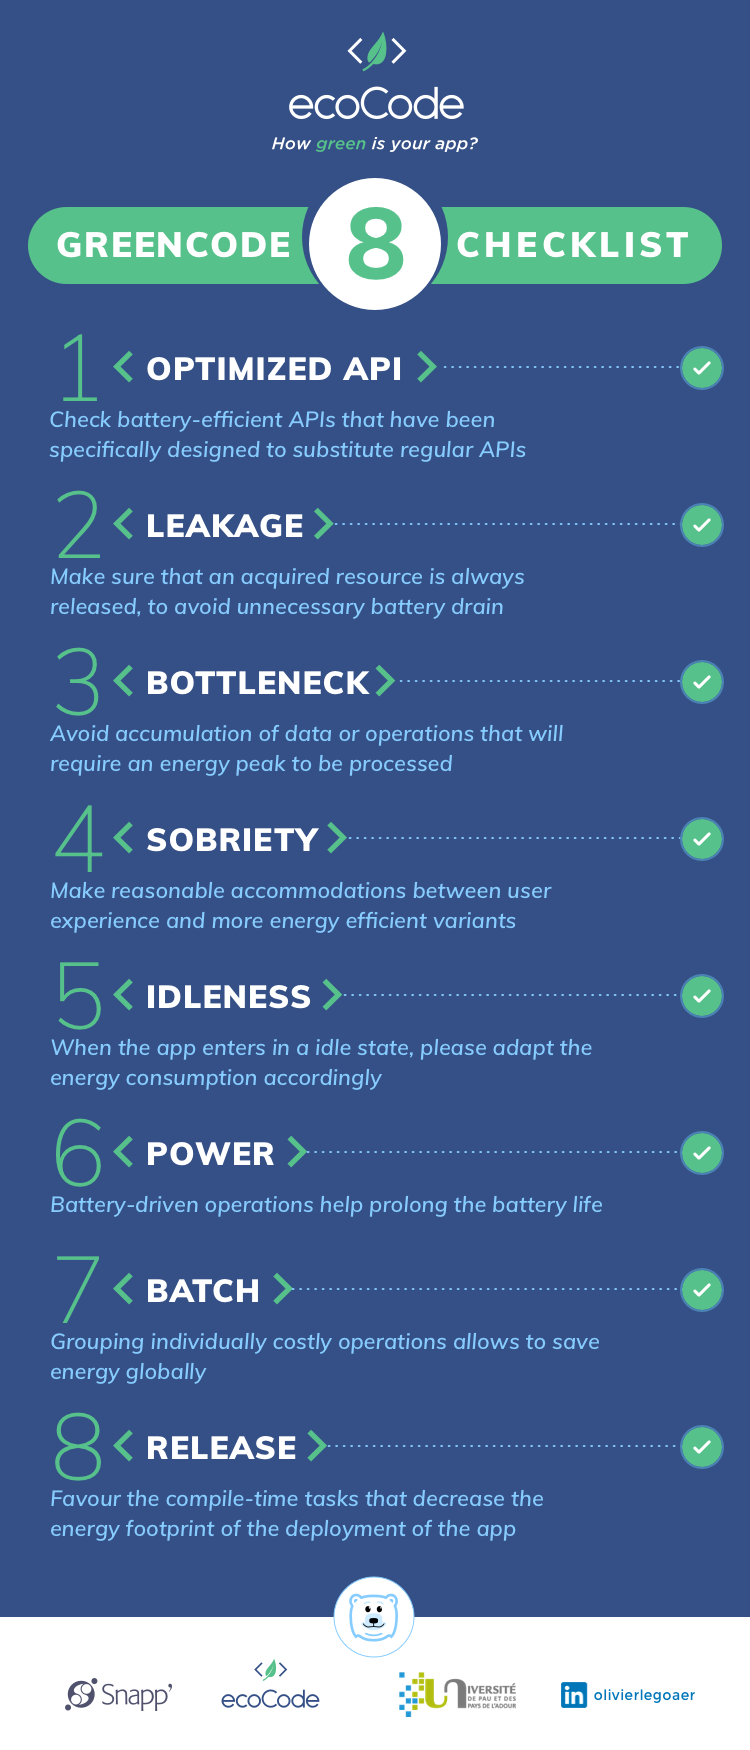 ecoCode
How green is your app?
GREENCODE 8 CHECKLIST
1 < OPTIMIZED API >
Check battery-efficient APIs that have been
specifically designed to substitute regular APIs
2 < LEAKAGE >
Make sure that an acquired resource is always
released, to avoid unnecessary battery drain
3 < BOTTLENECK >
Avoid accumulation of data or operations that will
require an energy peak to be processed
4 < SOBRIETY >
Make reasonable accommodations between user
experience and more energy efficient variants
5 < IDLENESS >
When the app enters in a idle state, please adapt the
energy consumption accordingly
6 < POWER >
Battery-driven operations help prolong the battery life
7 < BATCH >
Grouping individually costly operations allows to save
energy globally
8 < RELEASE >
Favour the compile-time tasks that decrease the
energy footprint of the deployment of the app
Snapp'
ecoCode
UNIVERSITÉ
DE PAU ET DES
PAYS DE L'ADOUR
in olivierlegoaer